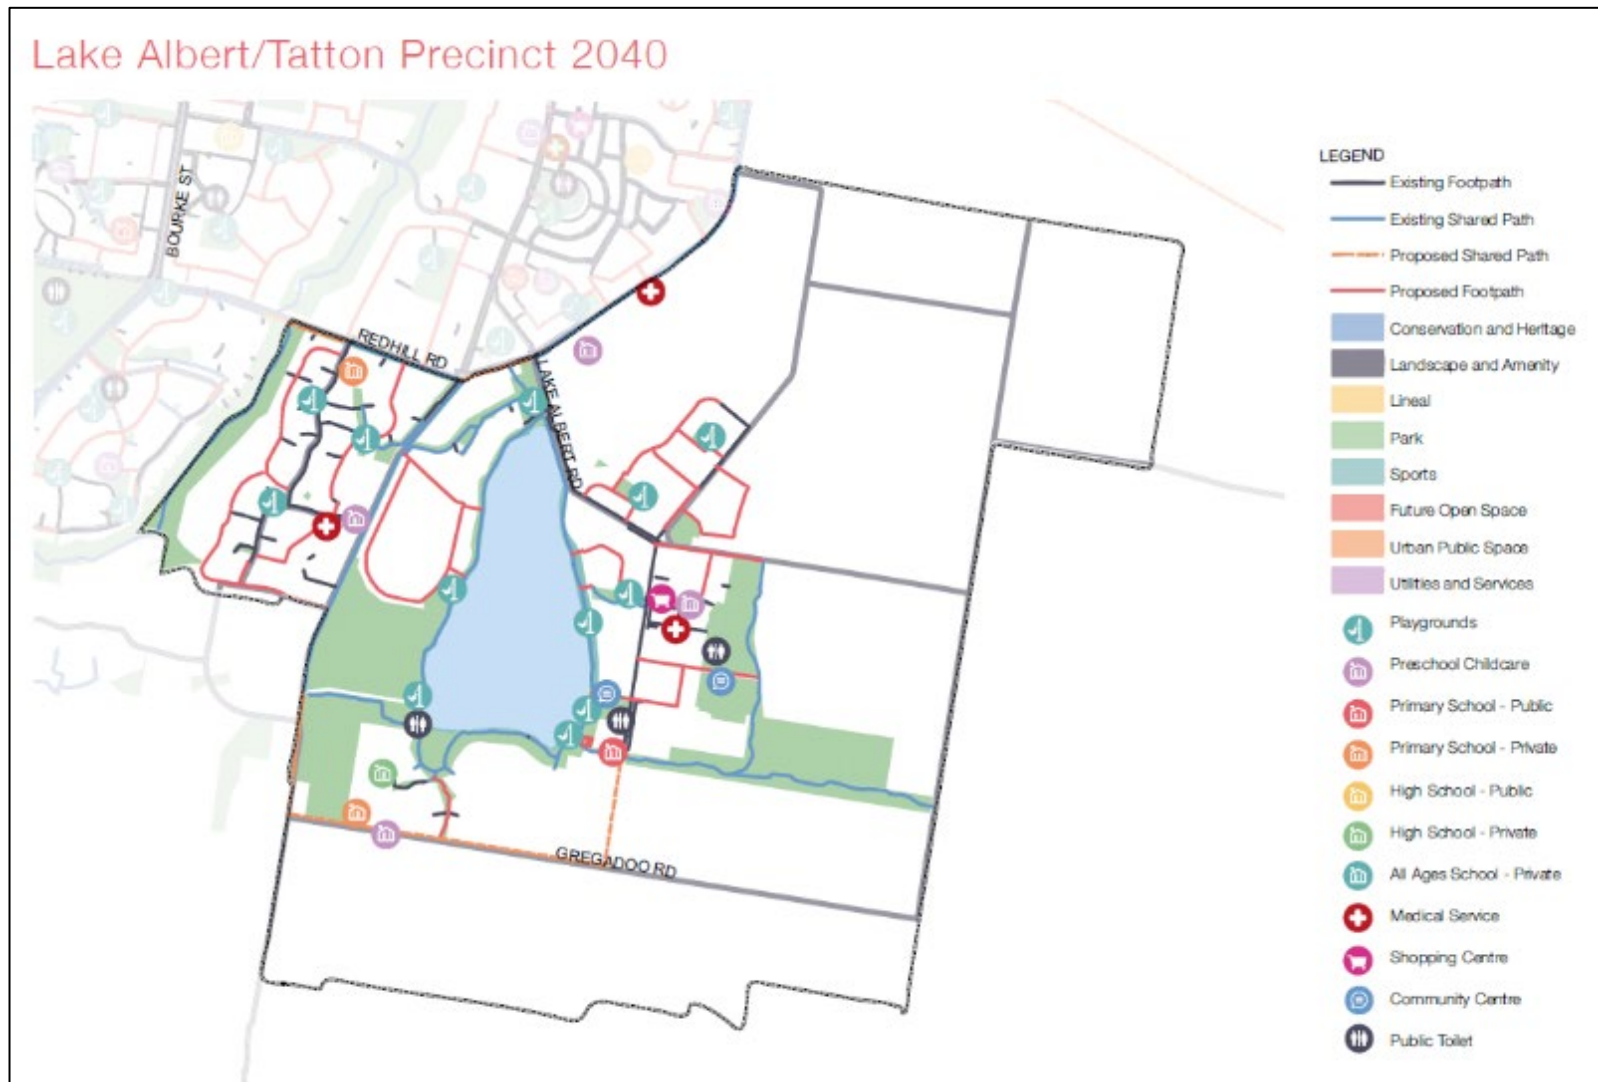 Lake Albert/Tatton Precinct 2040
BOURKE ST
REDHILL RD
LAKE ALBERT RD
GREGADOO RD
LEGEND
Existing Footpath
Existing Shared Path
Proposed Shared Path
Proposed Footpath
Conservation and Heritage
Landscape and Amenity
Lineal
Park
Sports
Future Open Space
Urban Public Space
Utilities and Services
Playgrounds
Preschool Childcare
Primary School - Public
Primary School - Private
High School - Public
High School - Private
All Ages School - Private
Medical Service
Shopping Centre
Community Centre
Public Toilet